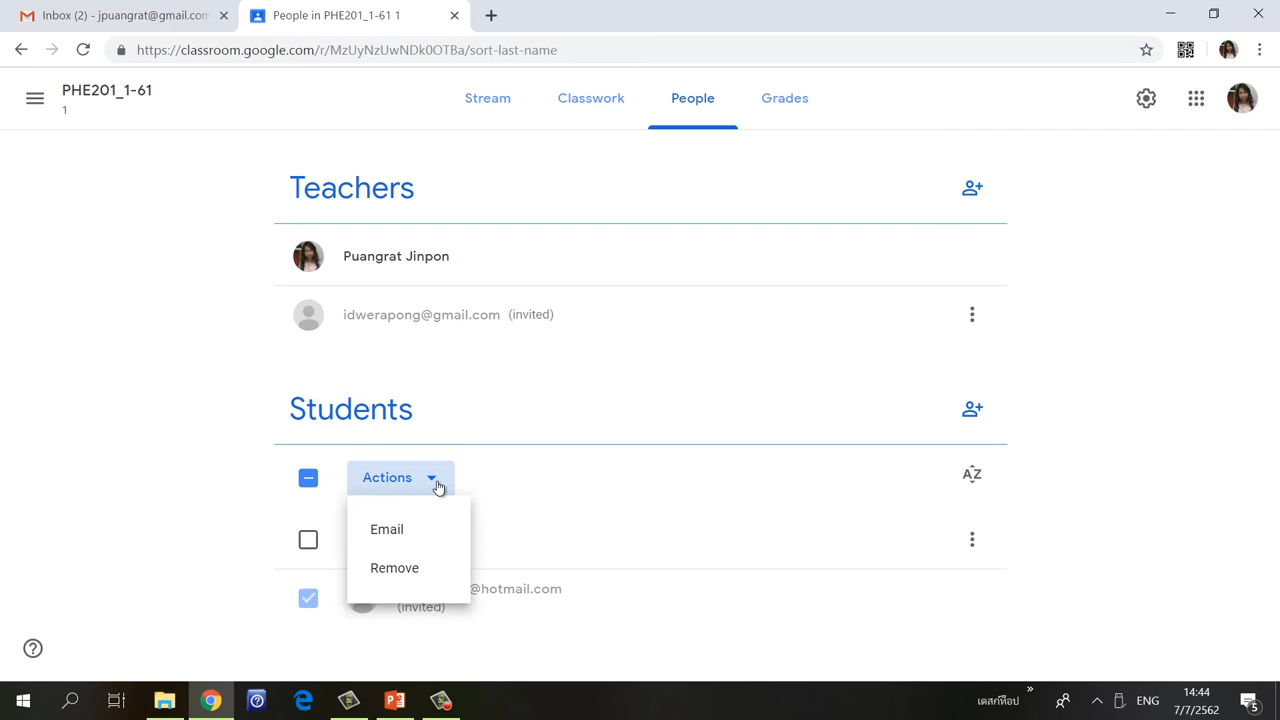 Inbox (2) - jpuangrat@gmail.com
People in PHE201_1-61 1
https://classroom.google.com/r/MzUyNzUwNDk0OTBa/sort-last-name
PHE201_1-61
1
Stream
Classwork
People
Grades
Teachers
Puangrat Jinpon
idwerapong@gmail.com (invited)
Students
Actions
AZ
Email
Remove
@hotmail.com
(invited)
เดสก์ท็อป
ENG
14:44
7/7/2562
5